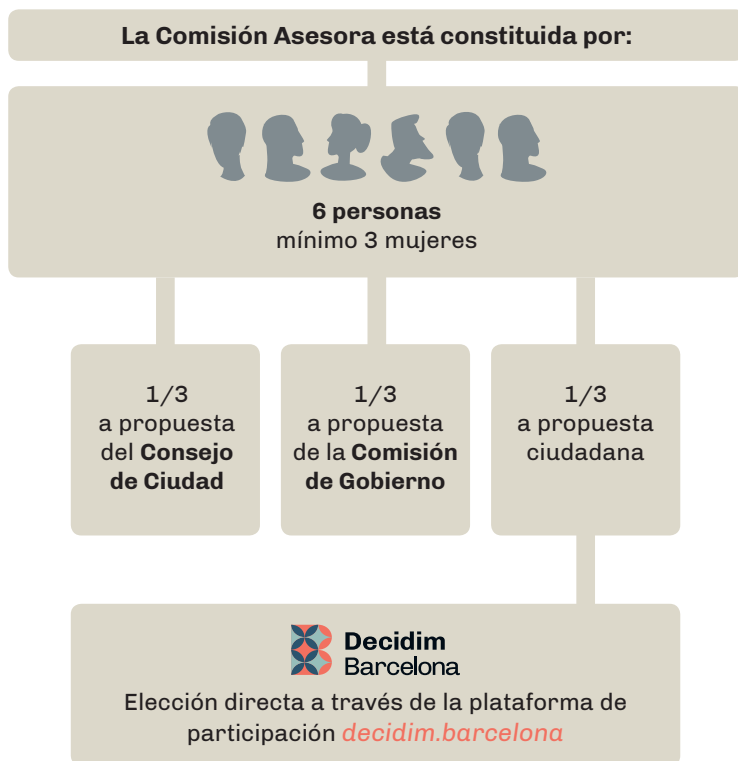 La Comisión Asesora está constituida por:
6 personas
mínimo 3 mujeres
1/3
a propuesta
del Consejo
de Ciudad
1/3
a propuesta
de la Comisión
de Gobierno
1/3
a propuesta
ciudadana
Decidim
Barcelona
Elección directa a través de la plataforma de
participación decidim.barcelona